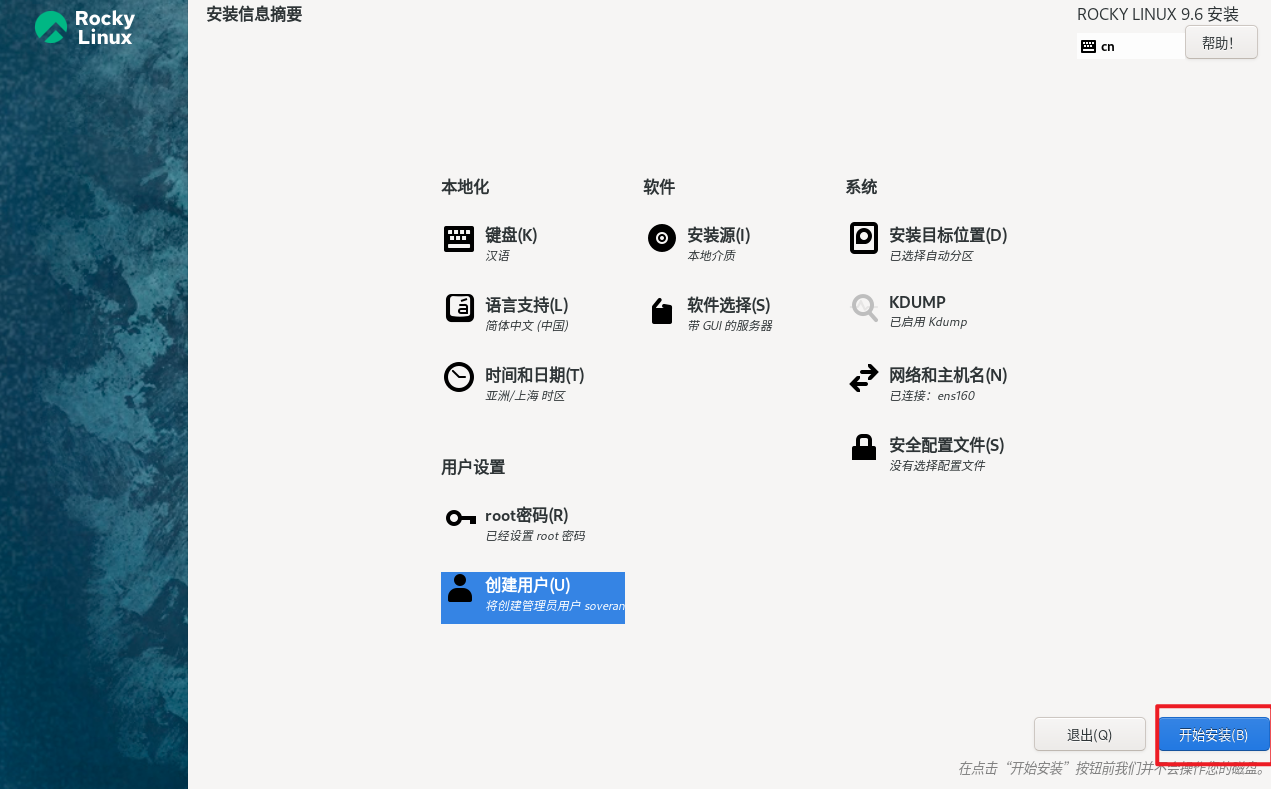 Rocky
Linux
安装信息摘要
ROCKY LINUX 9.6 安装
cn
帮助!
本地化
键盘(K)
汉语
语言支持(L)
简体中文 (中国)
时间和日期(T)
亚洲/上海 时区
软件
安装源(I)
本地介质
软件选择(S)
带 GUI 的服务器
系统
安装目标位置(D)
已选择自动分区
KDUMP
已启用 Kdump
网络和主机名(N)
已连接：ens160
安全配置文件(S)
没有选择配置文件
用户设置
root密码(R)
已经设置 root 密码
创建用户(U)
将创建管理员用户 soveran
退出(Q)
开始安装(B)
在点击“开始安装”按钮前我们并不会操作您的磁盘。